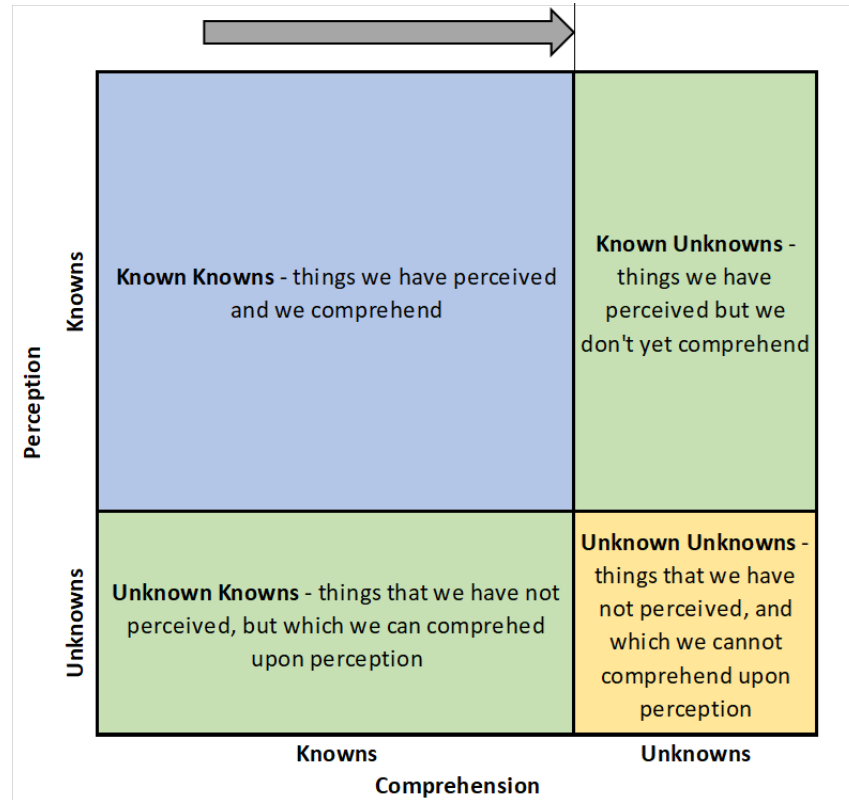 Known Knowns - things we have perceived
and we comprehend
Known Unknowns -
things we have
perceived but we
don't yet comprehend
Knowns
Perception
Unknown Knowns - things that we have not
perceived, but which we can comprehed
upon perception
Unknown Unknowns -
things that we have
not perceived, and
which we cannot
comprehend upon
perception
Unknowns
Knowns
Unknowns
Comprehension